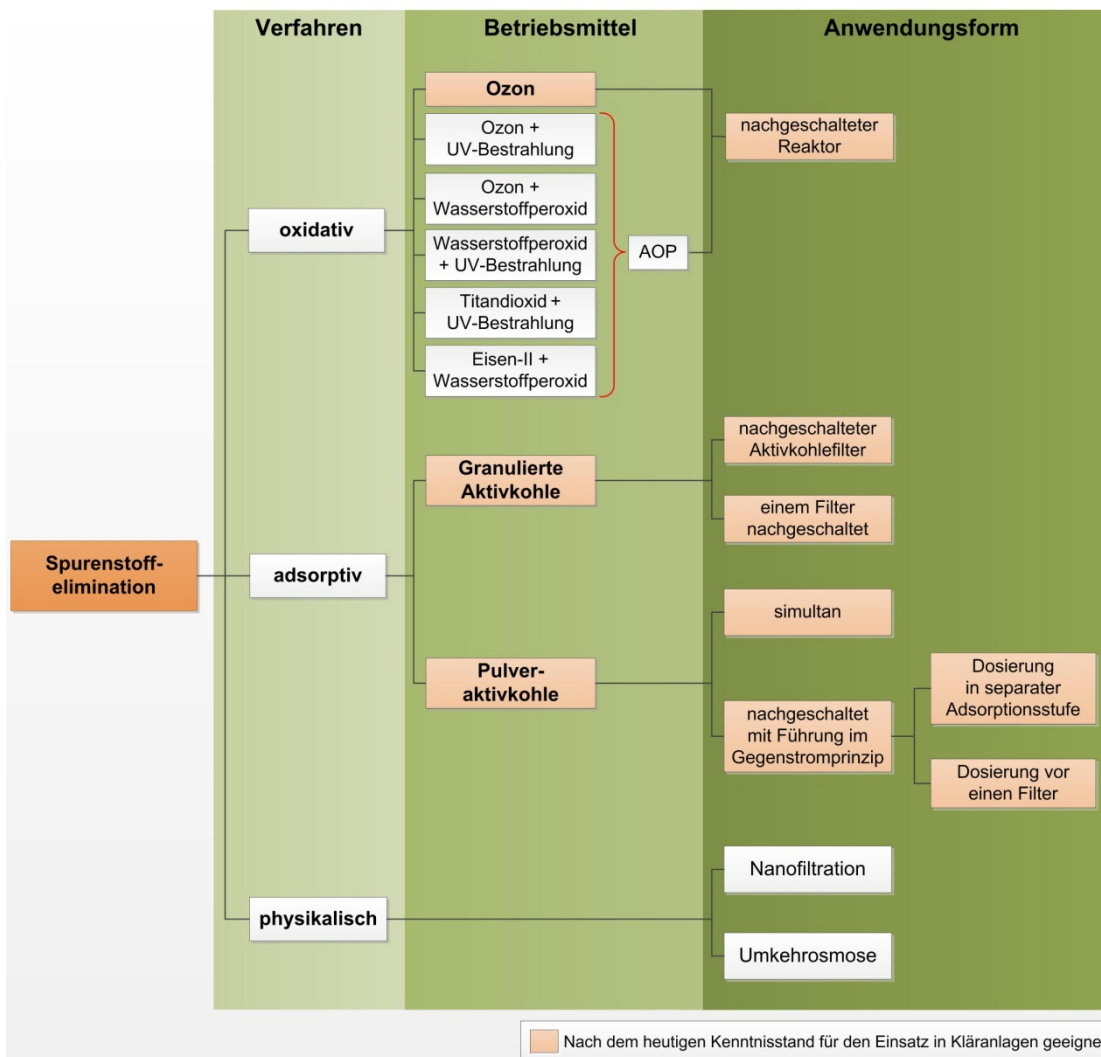 Verfahren
Betriebsmittel
Anwendungsform
Spurenstoff-
elimination
oxidativ
Ozon
Ozon +
UV-Bestrahlung
Ozon +
Wasserstoffperoxid
Wasserstoffperoxid
+ UV-Bestrahlung
Titandioxid +
UV-Bestrahlung
Eisen-II +
Wasserstoffperoxid
AOP
nachgeschalteter
Reaktor
adsorptiv
Granulierte
Aktivkohle
nachgeschalteter
Aktivkohlefilter
einem Filter
nachgeschaltet
Pulver-
aktivkohle
simultan
nachgeschaltet
mit Führung im
Gegenstromprinzip
Dosierung
in separater
Adsorptionsstufe
Dosierung vor
einen Filter
physikalisch
Nanofiltration
Umkehrosmose
Nach dem heutigen Kenntnisstand für den Einsatz in Kläranlagen geeigne